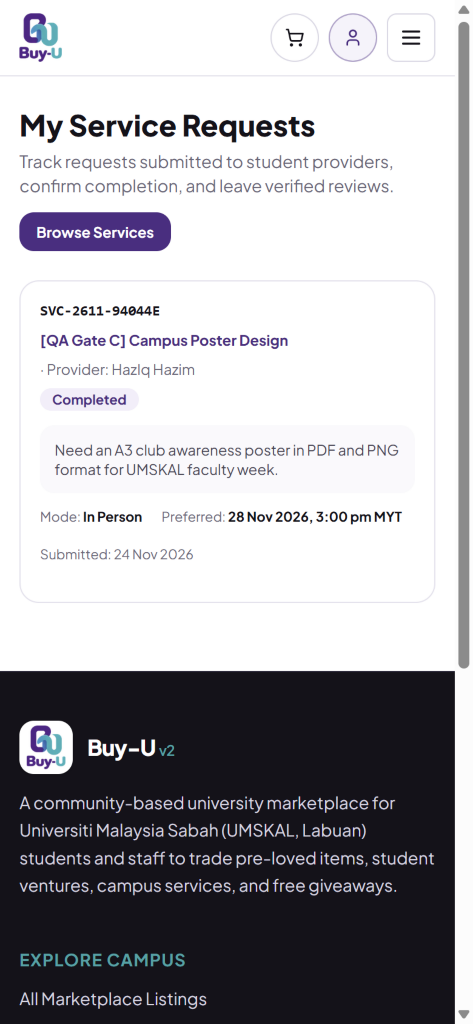 Buy-U
My Service Requests
Track requests submitted to student providers,
confirm completion, and leave verified reviews.
Browse Services
SVC-2611-94044E
[QA Gate C] Campus Poster Design
· Provider: HazIq Hazim
Completed
Need an A3 club awareness poster in PDF and PNG
format for UMSKAL faculty week.
Mode: In Person Preferred: 28 Nov 2026, 3:00 pm MYT
Submitted: 24 Nov 2026
Buy-U
Buy-U v2
A community-based university marketplace for
Universiti Malaysia Sabah (UMSKAL, Labuan)
students and staff to trade pre-loved items, student
ventures, campus services, and free giveaways.
EXPLORE CAMPUS
All Marketplace Listings